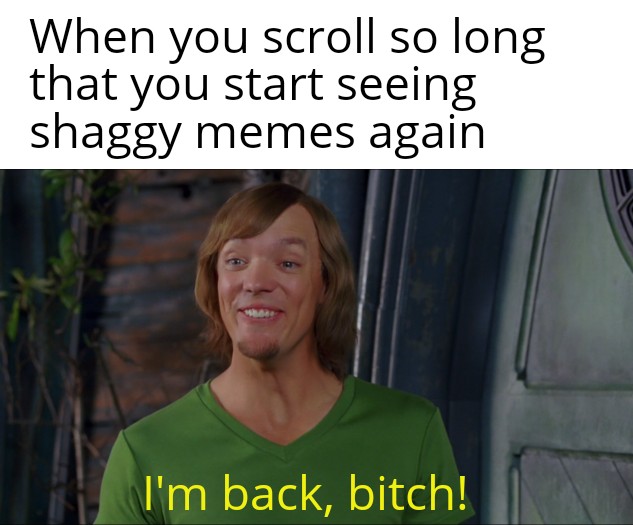 When you scroll so long
that you start seeing
shaggy memes again
I'm back, bitch!